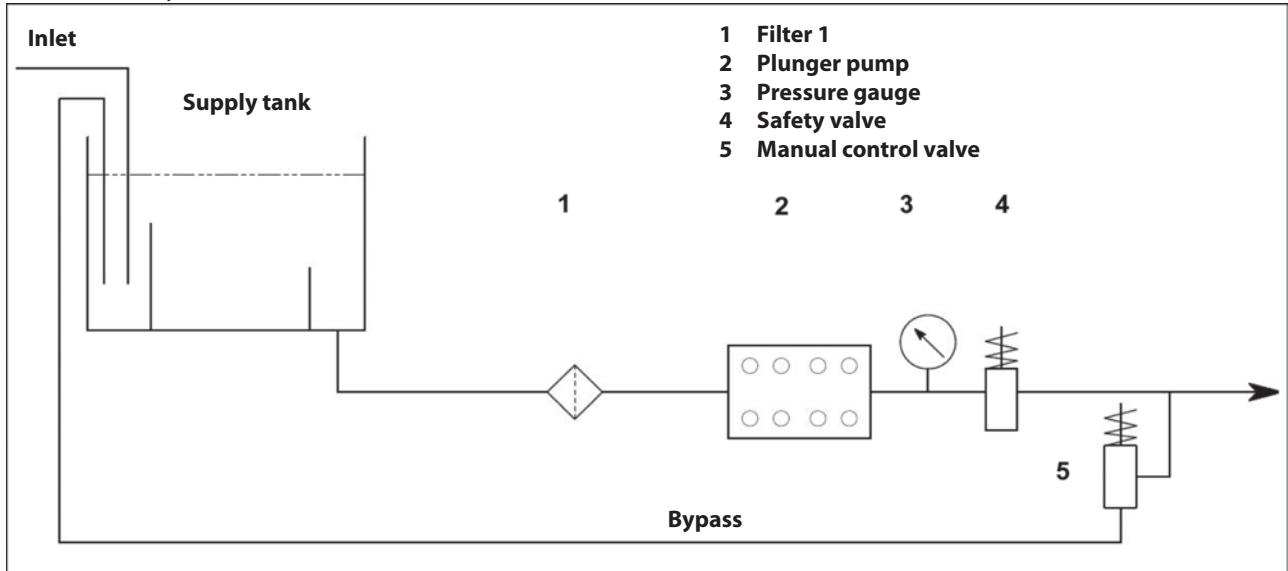 Inlet
Supply tank
1 Filter 1
2 Plunger pump
3 Pressure gauge
4 Safety valve
5 Manual control valve
1 2 3 4
5
Bypass